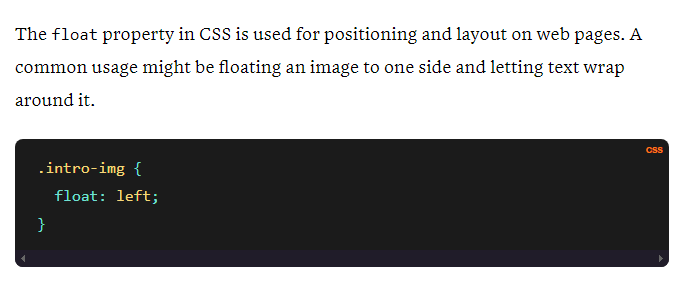 The float property in CSS is used for positioning and layout on web pages. A
common usage might be floating an image to one side and letting text wrap
around it.
CSS
.intro-img {
  float: left;
}